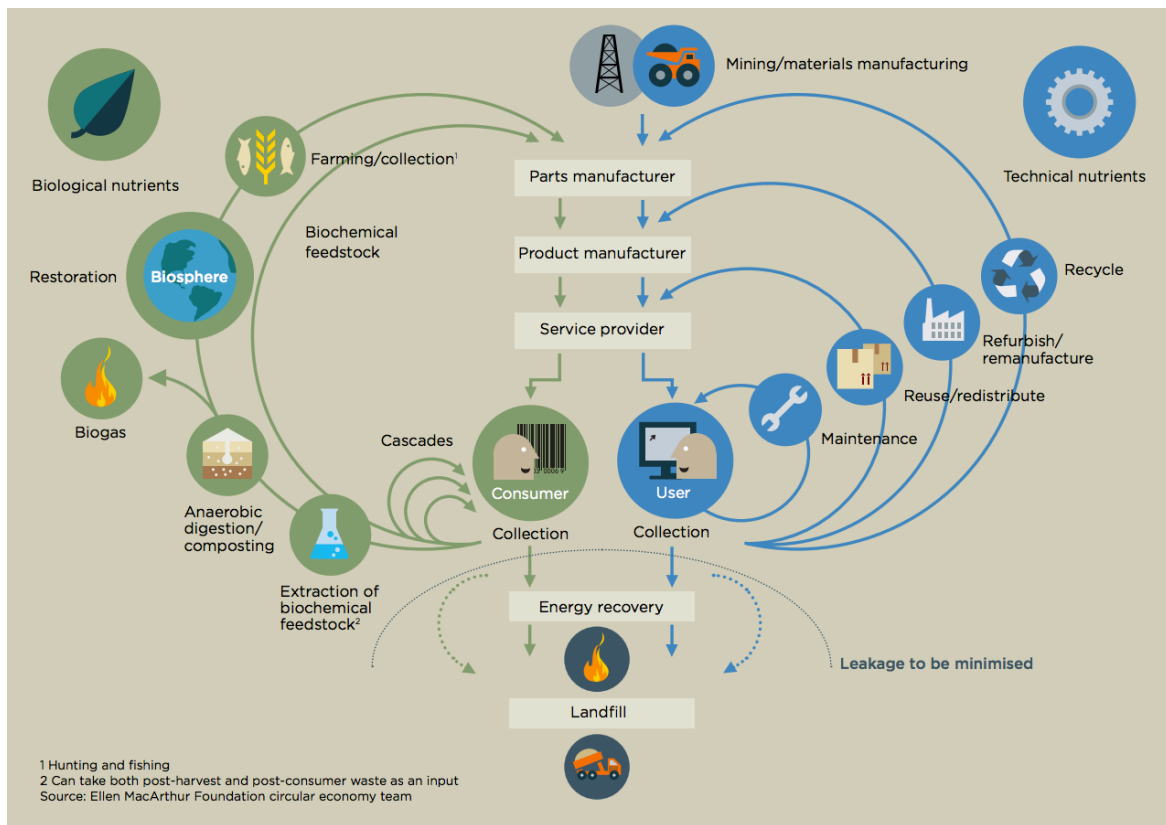 Mining/materials manufacturing
Biological nutrients
Technical nutrients
Farming/collection¹
Parts manufacturer
Biochemical
feedstock
Product manufacturer
Restoration
Biosphere
Recycle
Service provider
Refurbish/
remanufacture
Reuse/redistribute
Biogas
Cascades
Maintenance
Consumer
User
Anaerobic
digestion/
composting
Collection
Collection
Extraction of
biochemical
feedstock²
Energy recovery
Leakage to be minimised
Landfill
1 Hunting and fishing
2 Can take both post-harvest and post-consumer waste as an input
Source: Ellen MacArthur Foundation circular economy team